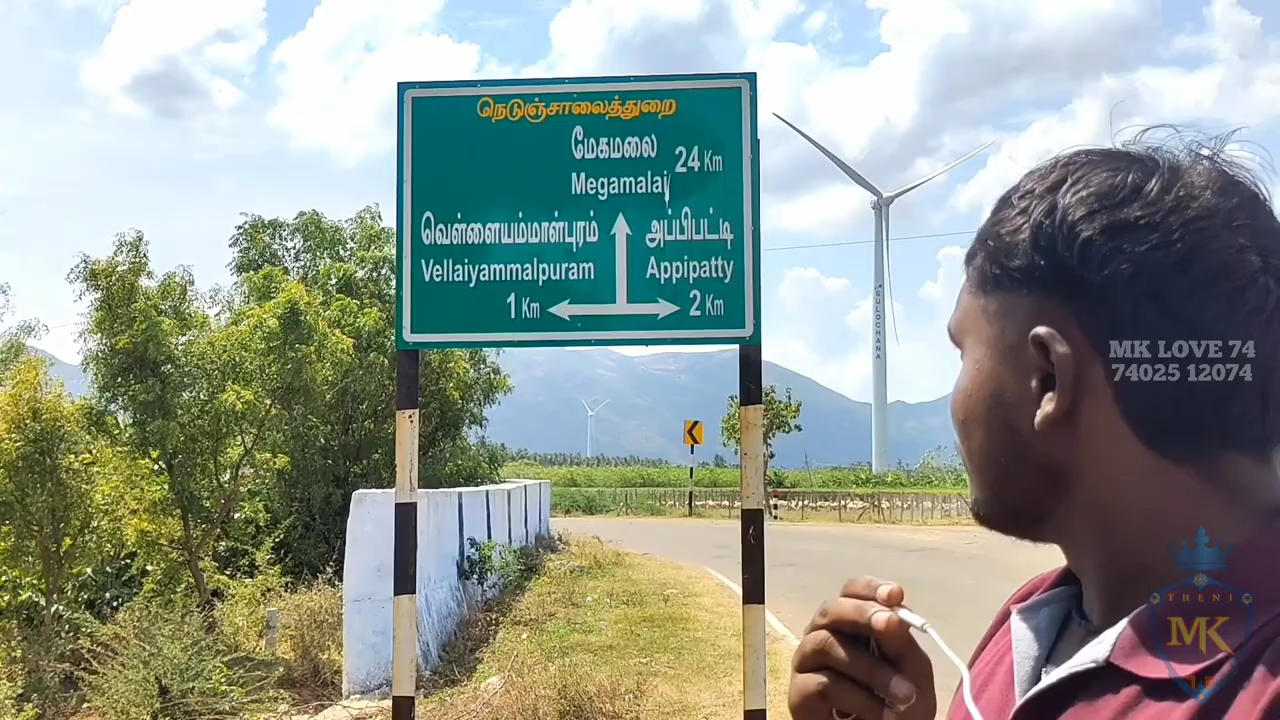 நெடுஞ்சாலைத்துறை
மேகமலை
Megamalai
24 Km
வெள்ளையம்மாள்புரம்
Vellaiyammalpuram
1 Km
அப்பிபட்டி
Appipatty
2 Km
SULOCHANA
MK LOVE 74
74025 12074
TRENI
MK